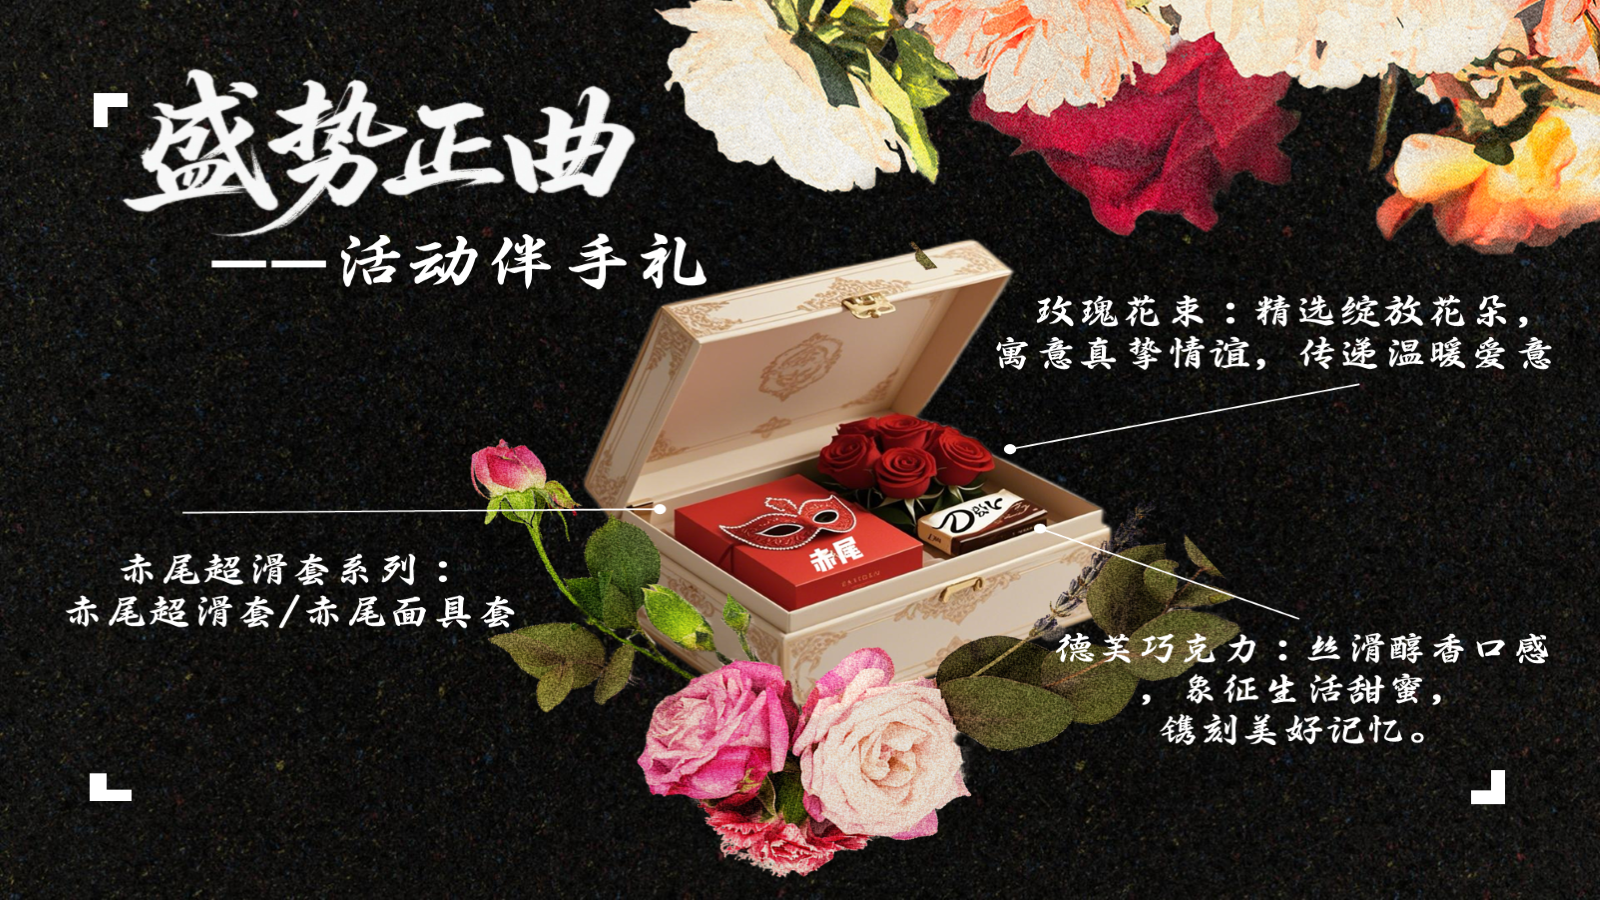 盛势正曲
——活动伴手礼
玫瑰花束：精选绽放花朵，
寓意真挚情谊，传递温暖爱意
赤尾
赤尾超滑套系列：
赤尾超滑套/赤尾面具套
德芙巧克力：丝滑醇香口感
，象征生活甜蜜，
镌刻美好记忆。